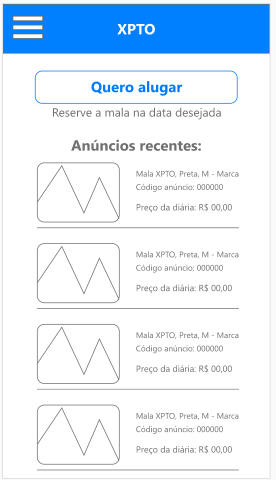 XPTO
Quero alugar
Reserve a mala na data desejada
Anúncios recentes:
Mala XPTO, Preta, M - Marca
Código anúncio: 000000
Preço da diária: R$ 00,00
Mala XPTO, Preta, M - Marca
Código anúncio: 000000
Preço da diária: R$ 00,00
Mala XPTO, Preta, M - Marca
Código anúncio: 000000
Preço da diária: R$ 00,00
Mala XPTO, Preta, M - Marca
Código anúncio: 000000
Preço da diária: R$ 00,00